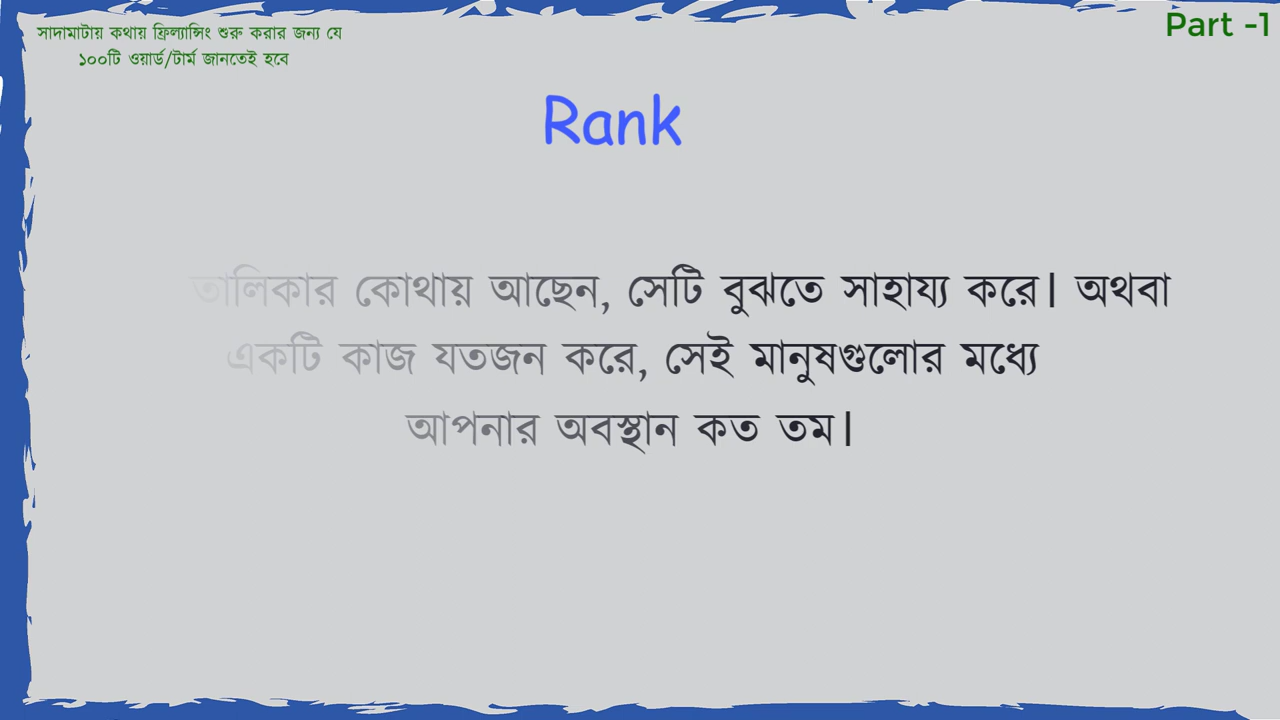 সাদামাটায় কথায় ফ্রিল্যান্সিং শুরু করার জন্য যে
১০০টি ওয়ার্ড/টার্ম জানতেই হবে
Part -1
Rank
তালিকার কোথায় আছেন, সেটি বুঝতে সাহায্য করে। অথবা
একটি কাজ যতজন করে, সেই মানুষগুলোর মধ্যে
আপনার অবস্থান কত তম।